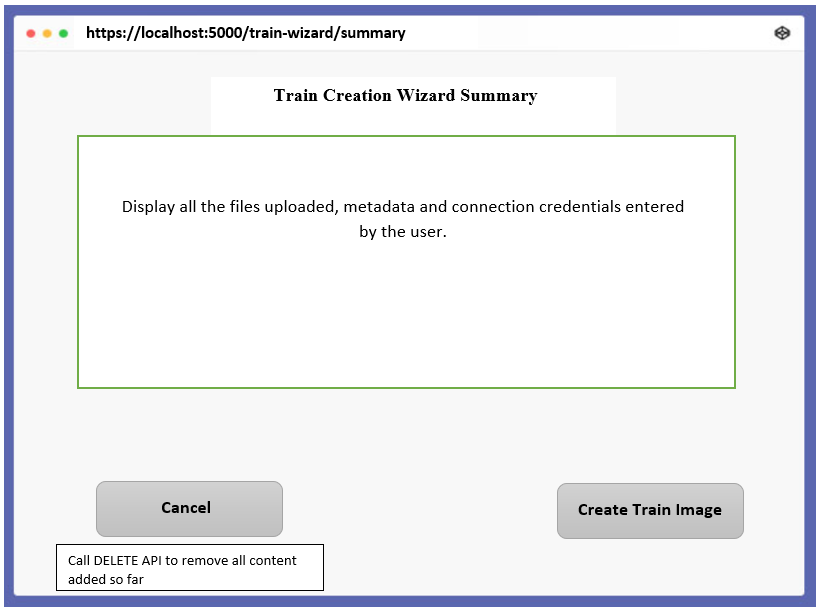 https://localhost:5000/train-wizard/summary
Train Creation Wizard Summary
Display all the files uploaded, metadata and connection credentials entered
by the user.
Cancel
Create Train Image
Call DELETE API to remove all content
added so far